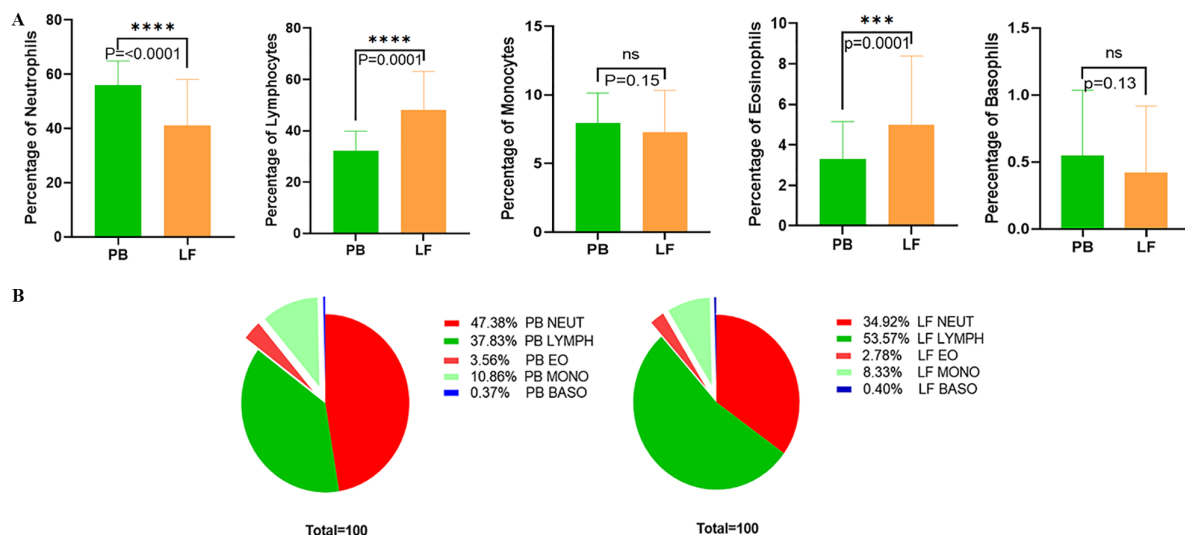 A
Percentage of Neutrophils
80
60
40
20
0
****
P=<0.0001
PB LF
Percentage of Lymphocytes
80
60
40
20
0
****
P=0.0001
PB LF
Percentage of Monocytes
15
10
5
0
ns
P=0.15
PB LF
Percentage of Eosinophils
10
8
6
4
2
0
***
p=0.0001
PB LF
Perecentage of Basophils
1.5
1.0
0.5
0.0
ns
p=0.13
PB LF
B
47.38% PB NEUT
37.83% PB LYMPH
3.56% PB EO
10.86% PB MONO
0.37% PB BASO
Total=100
34.92% LF NEUT
53.57% LF LYMPH
2.78% LF EO
8.33% LF MONO
0.40% LF BASO
Total=100